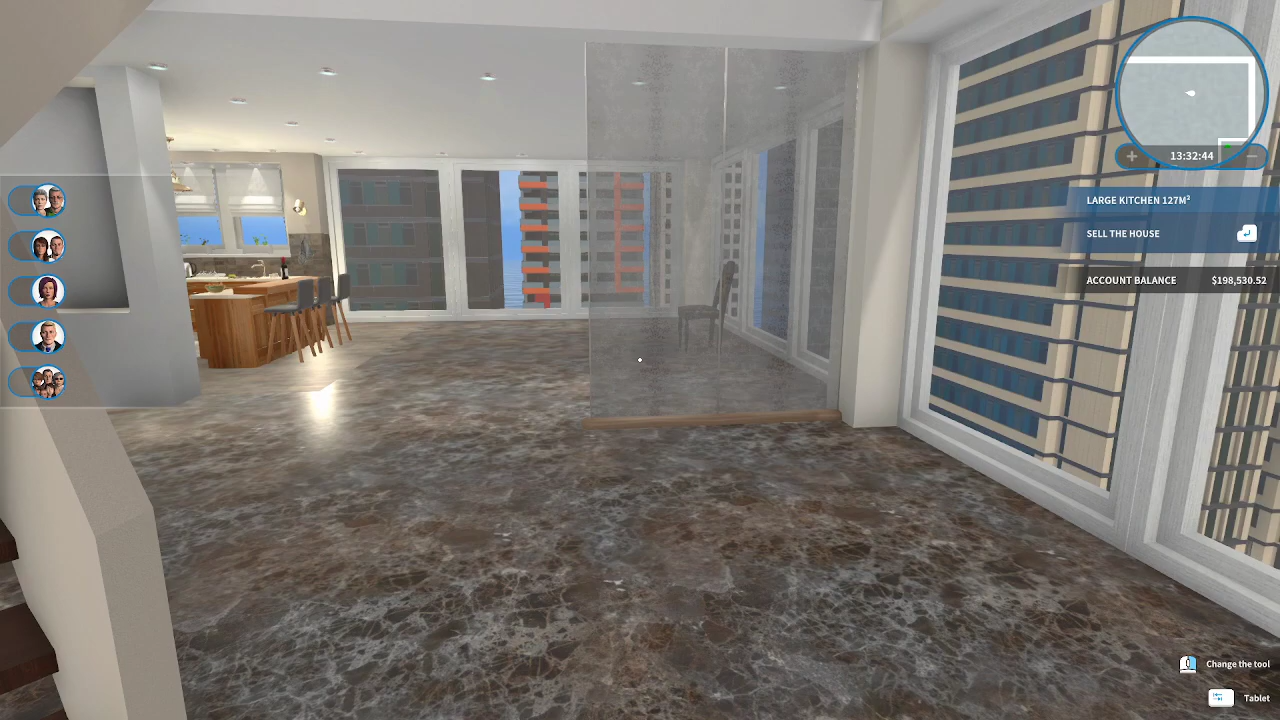 13:32:44
LARGE KITCHEN 127M²
SELL THE HOUSE
ACCOUNT BALANCE $198,530.52
Change the tool
Tablet